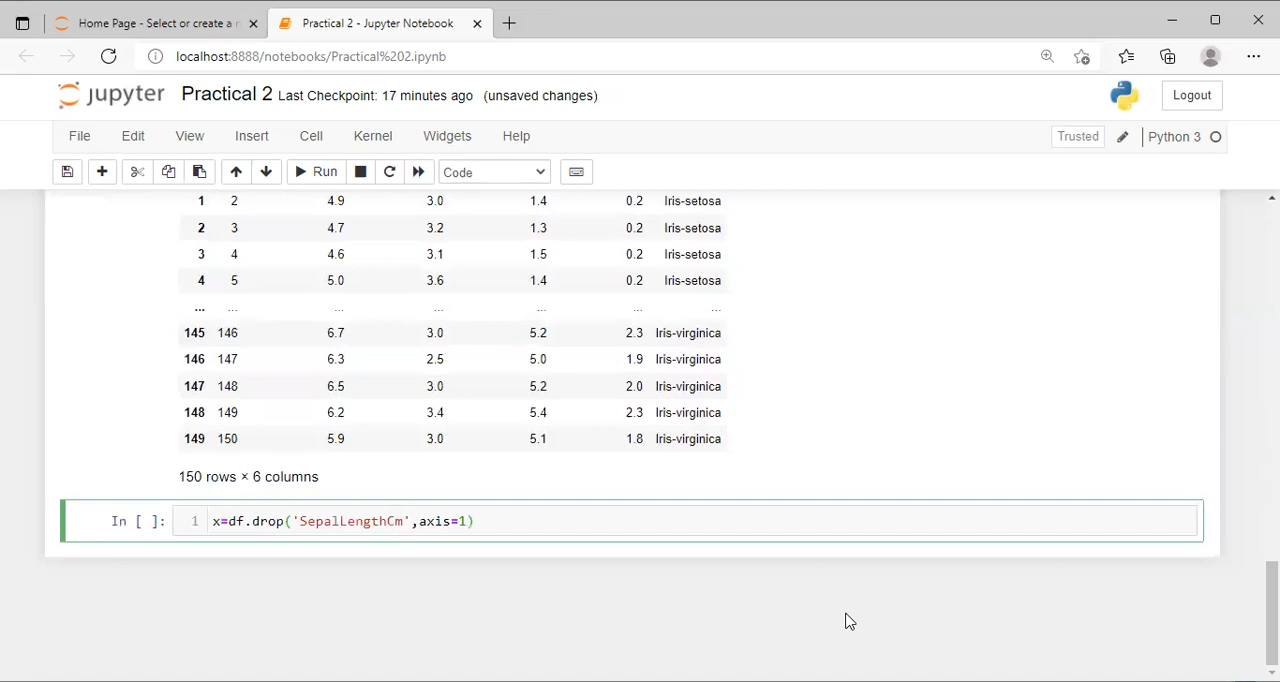 Home Page - Select or create a n
Practical 2 - Jupyter Notebook
localhost:8888/notebooks/Practical%202.ipynb
jupyter Practical 2 Last Checkpoint: 17 minutes ago (unsaved changes) Logout
File Edit View Insert Cell Kernel Widgets Help Trusted Python 3
Run Code
1 2 4.9 3.0 1.4 0.2 Iris-setosa
2 3 4.7 3.2 1.3 0.2 Iris-setosa
3 4 4.6 3.1 1.5 0.2 Iris-setosa
4 5 5.0 3.6 1.4 0.2 Iris-setosa
... ... ... ... ... ... ...
145 146 6.7 3.0 5.2 2.3 Iris-virginica
146 147 6.3 2.5 5.0 1.9 Iris-virginica
147 148 6.5 3.0 5.2 2.0 Iris-virginica
148 149 6.2 3.4 5.4 2.3 Iris-virginica
149 150 5.9 3.0 5.1 1.8 Iris-virginica
150 rows × 6 columns
In [ ]: 1 x=df.drop('SepalLengthCm',axis=1)